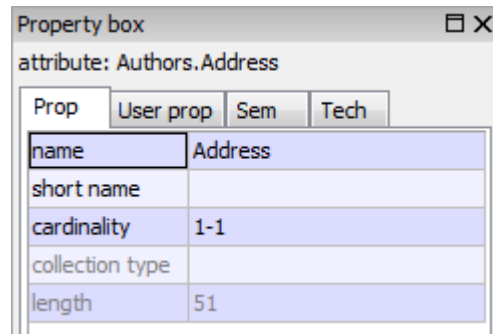 Property box
attribute: Authors.Address
Prop User prop Sem Tech
name Address
short name
cardinality 1-1
collection type
length 51